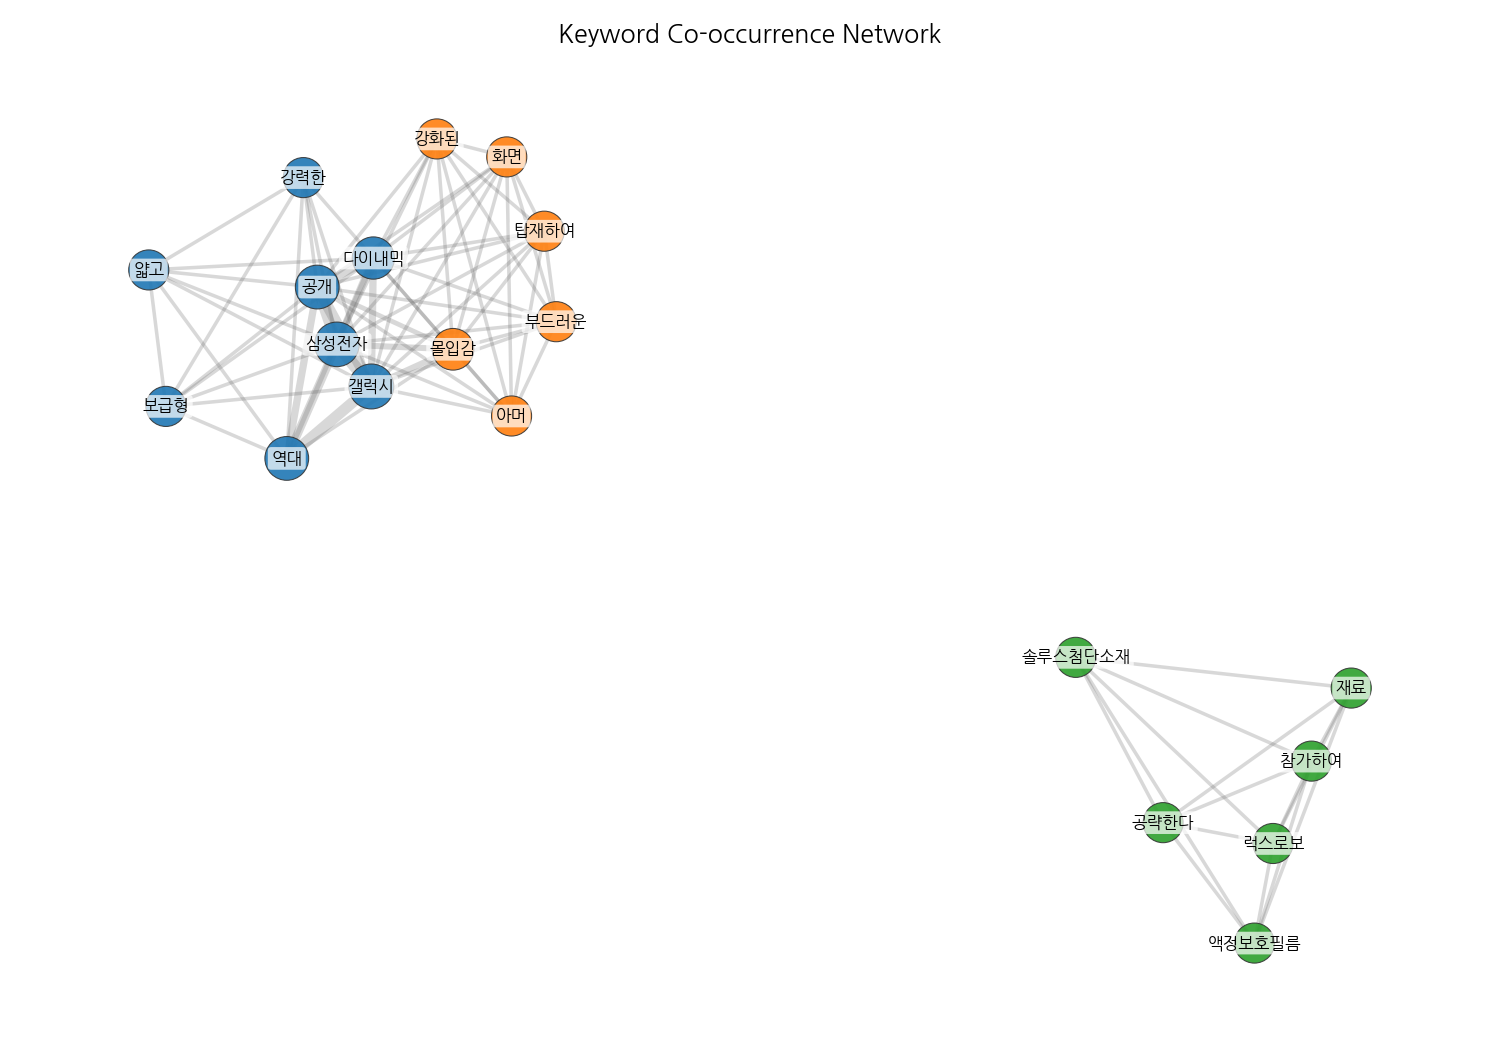 Keyword Co-occurrence Network
강화된
화면
강력한
탑재하여
다이내믹
얇고
공개
부드러운
삼성전자
몰입감
갤럭시
보급형
아머
역대
솔루스첨단소재
재료
참가하여
공략한다
럭스로보
액정보호필름